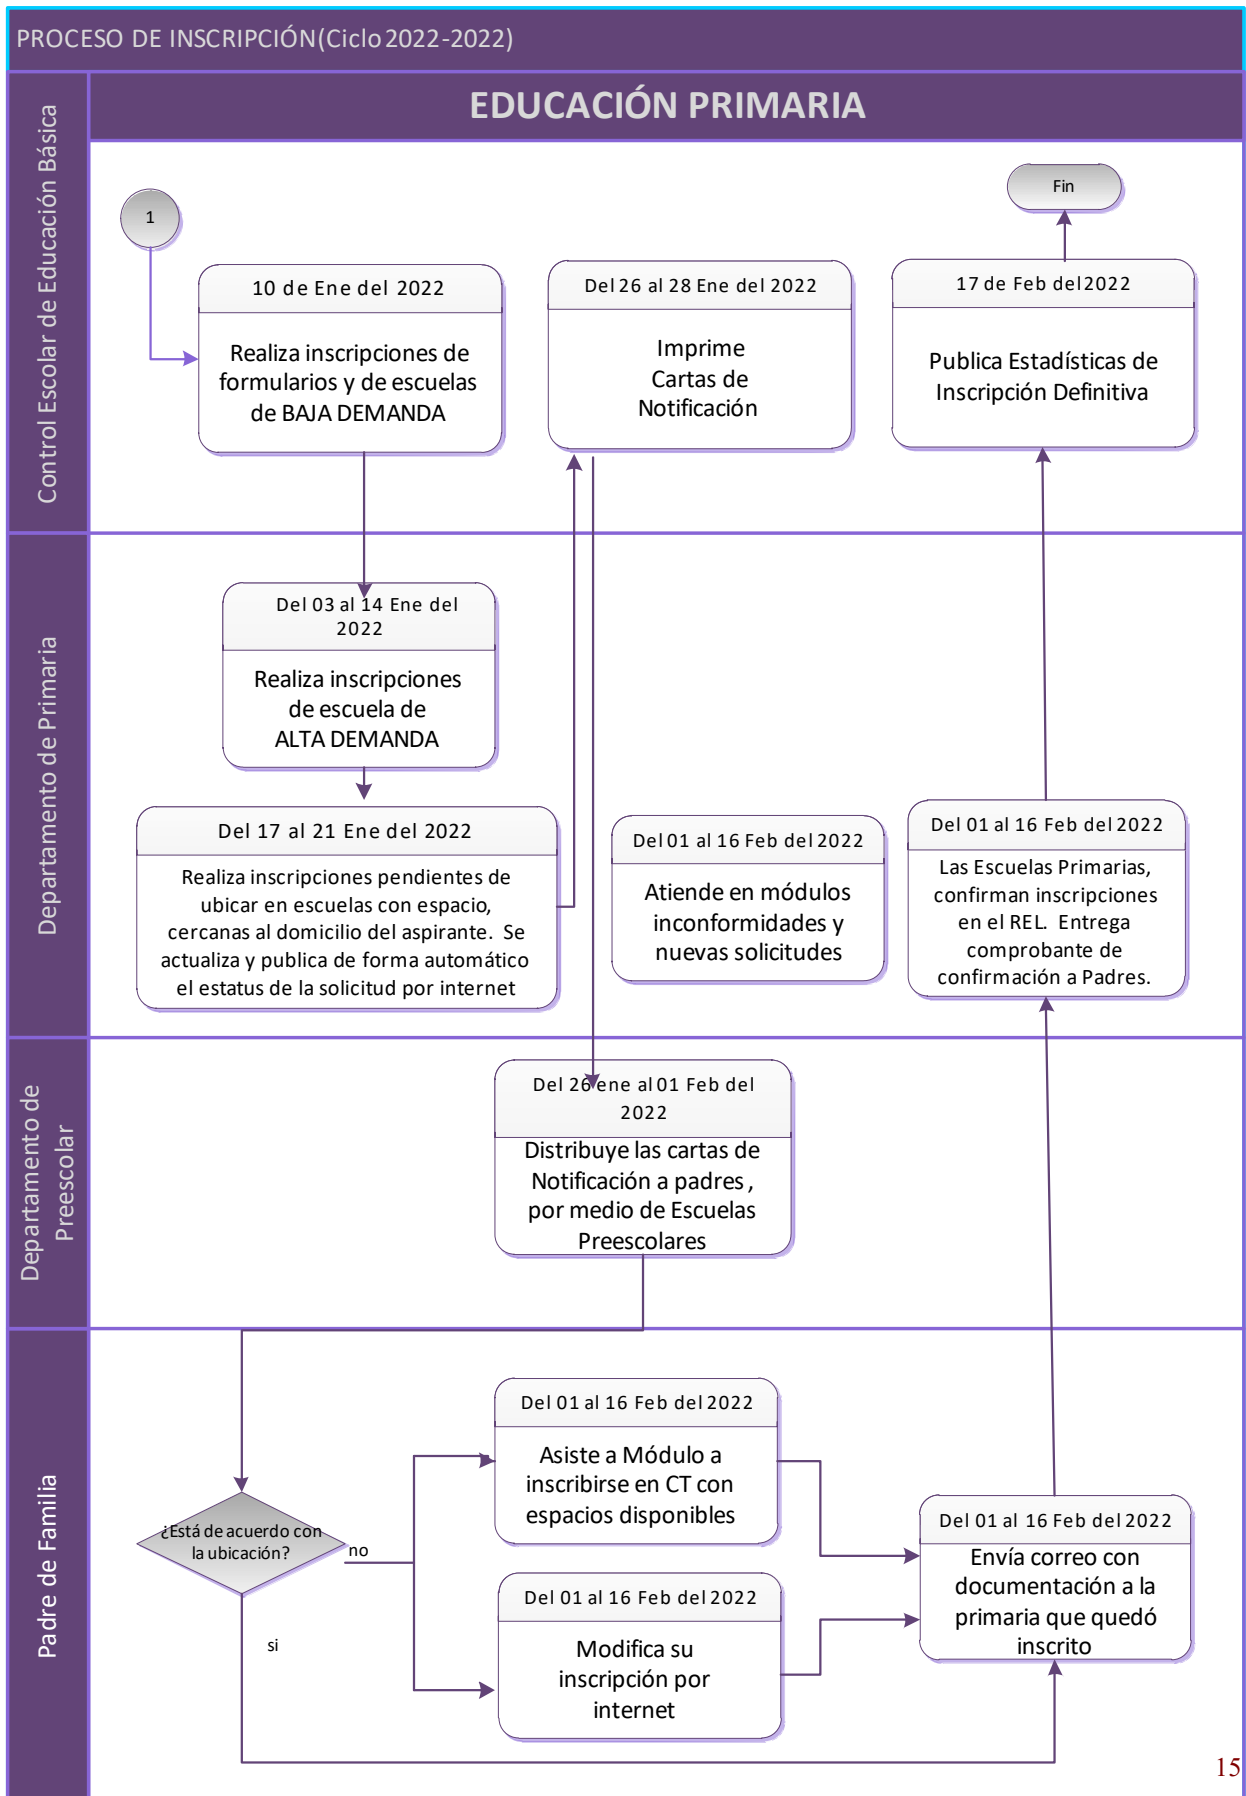 PROCESO DE INSCRIPCIÓN(Ciclo 2022-2022)
EDUCACIÓN PRIMARIA
Control Escolar de Educación Básica
1
10 de Ene del 2022
Realiza inscripciones de
formularios y de escuelas
de BAJA DEMANDA
Del 26 al 28 Ene del 2022
Imprime
Cartas de
Notificación
Fin
17 de Feb del 2022
Publica Estadísticas de
Inscripción Definitiva
Departamento de Primaria
Del 03 al 14 Ene del
2022
Realiza inscripciones
de escuela de
ALTA DEMANDA
Del 17 al 21 Ene del 2022
Realiza inscripciones pendientes de
ubicar en escuelas con espacio,
cercanas al domicilio del aspirante. Se
actualiza y publica de forma automático
el estatus de la solicitud por internet
Del 01 al 16 Feb del 2022
Atiende en módulos
inconformidades y
nuevas solicitudes
Del 01 al 16 Feb del 2022
Las Escuelas Primarias,
confirman inscripciones
en el REL. Entrega
comprobante de
confirmación a Padres.
Departamento de
Preescolar
Del 26 ene al 01 Feb del
2022
Distribuye las cartas de
Notificación a padres ,
por medio de Escuelas
Preescolares
Padre de Familia
¿Está de acuerdo con
la ubicación?
no
si
Del 01 al 16 Feb del 2022
Asiste a Módulo a
inscribirse en CT con
espacios disponibles
Del 01 al 16 Feb del 2022
Modifica su
inscripción por
internet
Del 01 al 16 Feb del 2022
Envía correo con
documentación a la
primaria que quedó
inscrito
15